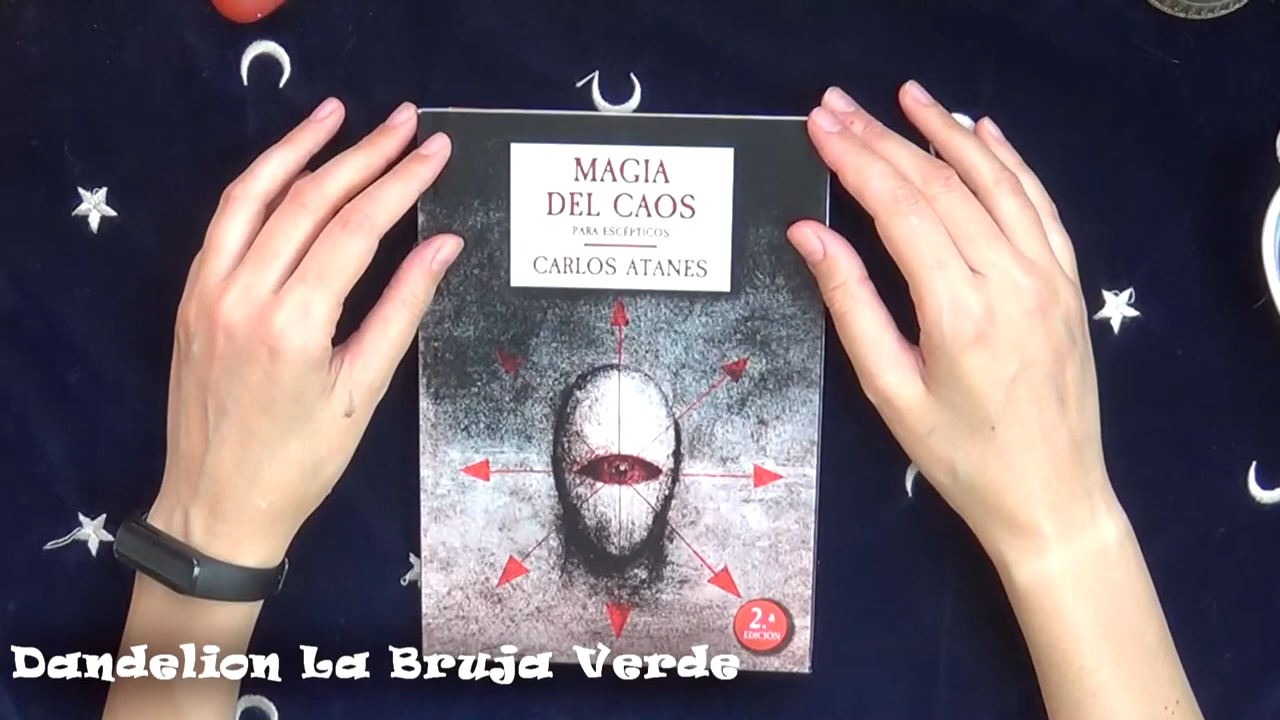 MAGIA
DEL CAOS
PARA ESCÉPTICOS
CARLOS ATANES
2.ª
EDICIÓN
Dandelion La Bruja Verde